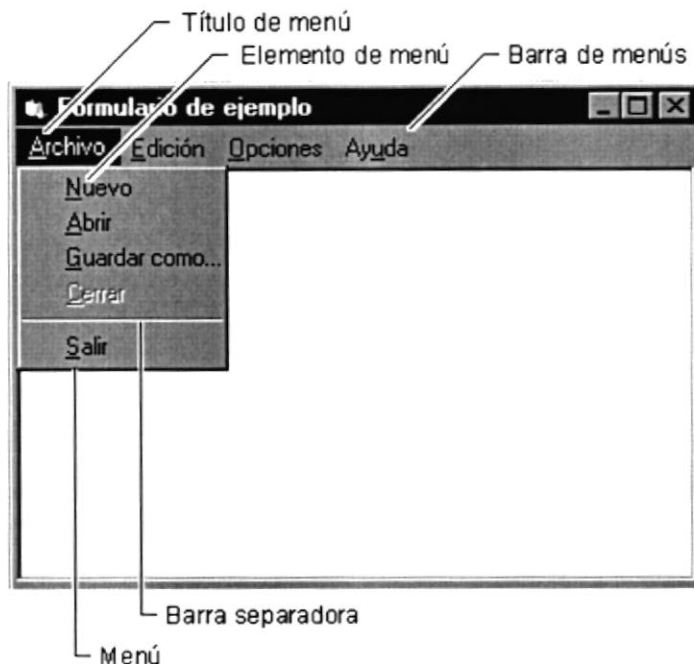 Título de menú
Elemento de menú
Barra de menús
Formulario de ejemplo
Archivo Edición Opciones Ayuda
Nuevo
Abrir
Guardar como...
Cerrar
Salir
Barra separadora
Menú